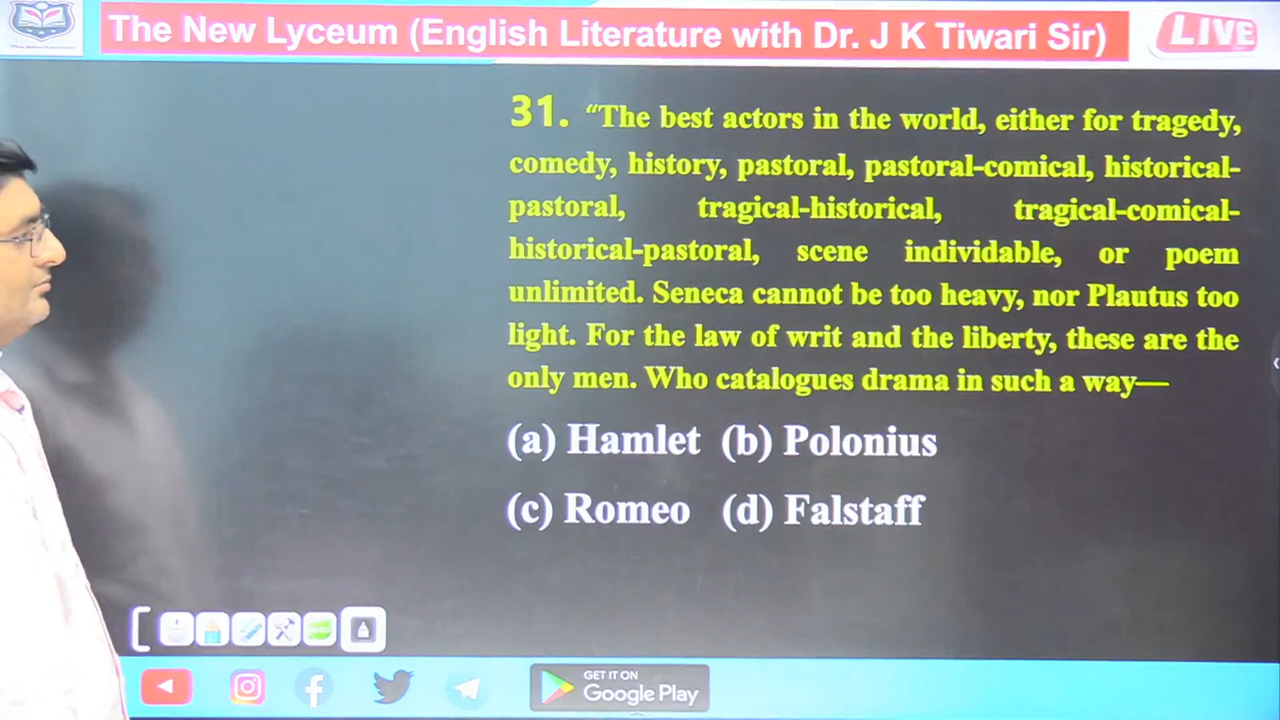 The New Lyceum (English Literature with Dr. J K Tiwari Sir)
LIVE
31. “The best actors in the world, either for tragedy,
comedy, history, pastoral, pastoral-comical, historical-
pastoral, tragical-historical, tragical-comical-
historical-pastoral, scene individable, or poem
unlimited. Seneca cannot be too heavy, nor Plautus too
light. For the law of writ and the liberty, these are the
only men. Who catalogues drama in such a way—
(a) Hamlet (b) Polonius
(c) Romeo (d) Falstaff
GET IT ON
Google Play